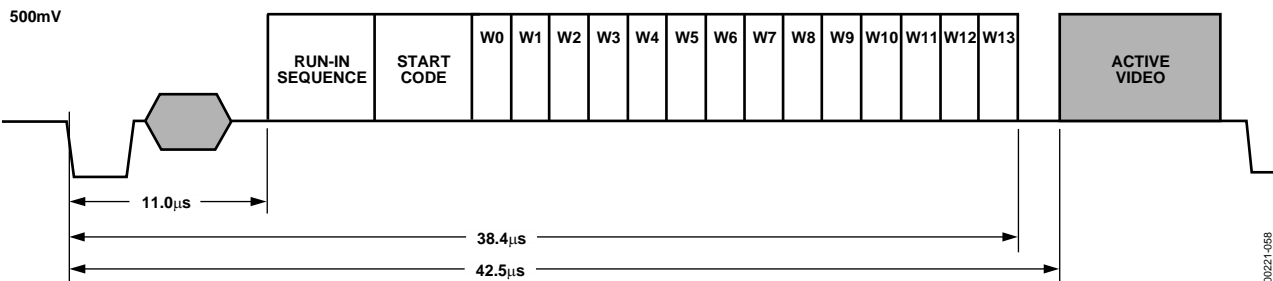 500mV
RUN-IN
SEQUENCE
START
CODE
W0 W1 W2 W3 W4 W5 W6 W7 W8 W9 W10 W11 W12 W13
ACTIVE
VIDEO
11.0μs
38.4μs
42.5μs
00221-058